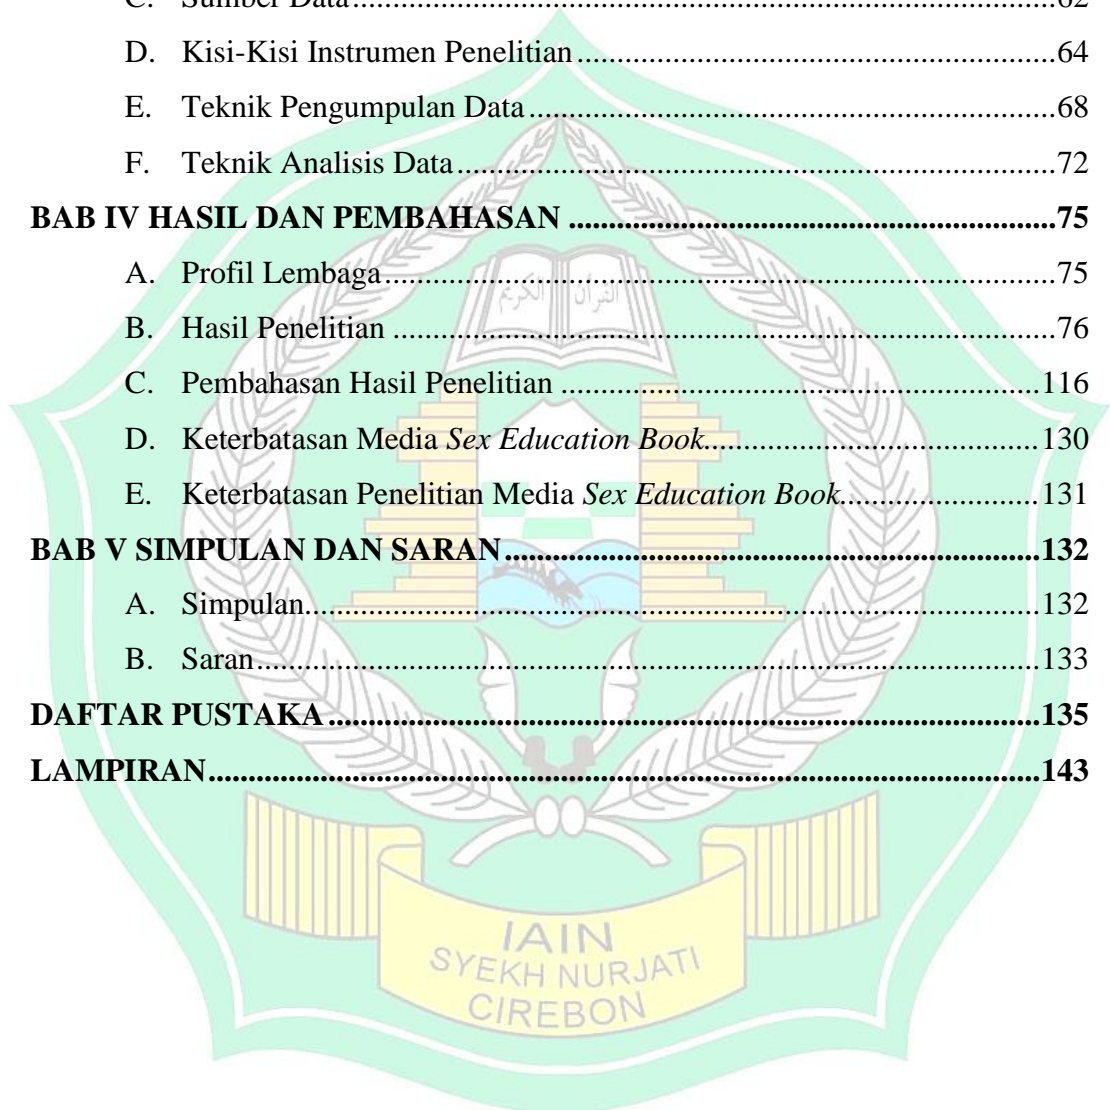 C. Sumber Data...............................................................................................62
D. Kisi-Kisi Instrumen Penelitian................................................................64
E. Teknik Pengumpulan Data......................................................................68
F. Teknik Analisis Data................................................................................72
BAB IV HASIL DAN PEMBAHASAN ................................................................75
A. Profil Lembaga.........................................................................................75
B. Hasil Penelitian ........................................................................................76
C. Pembahasan Hasil Penelitian ................................................................116
القرآن الكريم
D. Keterbatasan Media Sex Education Book............................................130
E. Keterbatasan Penelitian Media Sex Education Book..........................131
BAB V SIMPULAN DAN SARAN......................................................................132
A. Simpulan.................................................................................................132
B. Saran.......................................................................................................133
DAFTAR PUSTAKA............................................................................................135
LAMPIRAN...........................................................................................................143
IAIN
SYEKH NURJATI
CIREBON